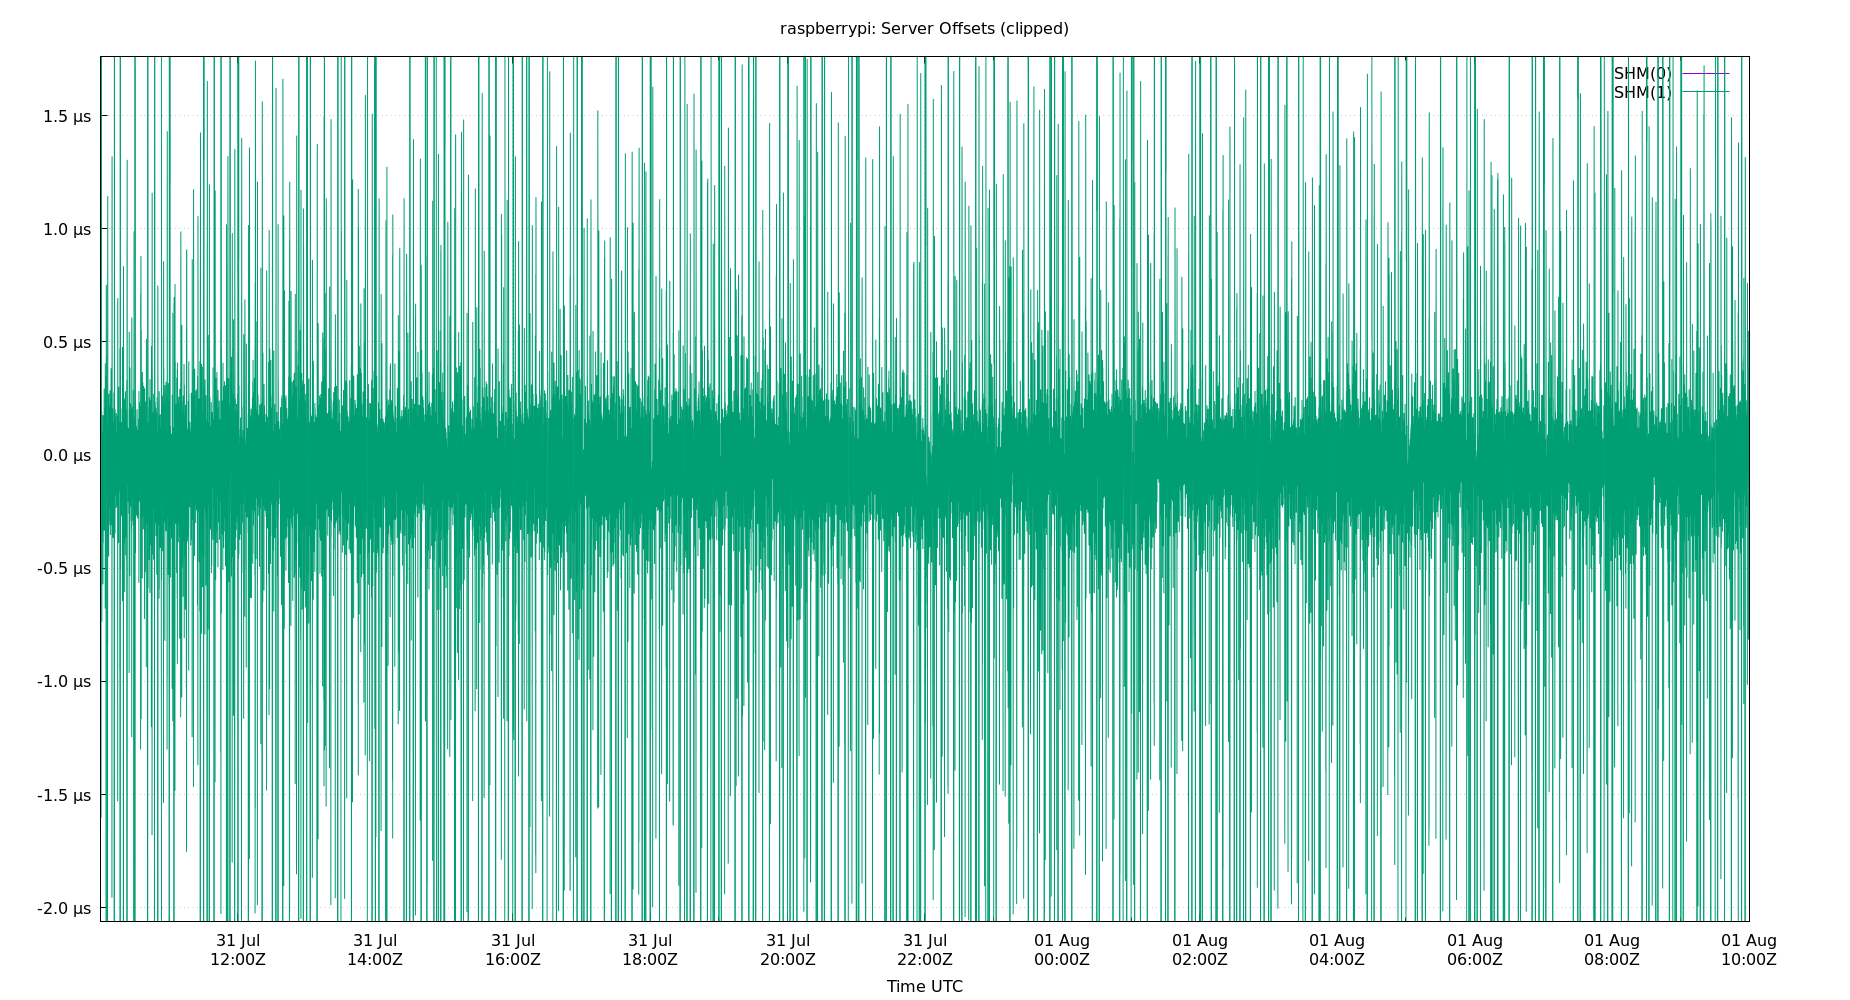 raspberrypi: Server Offsets (clipped)
SHM(0)
SHM(1)
1.5 µs
1.0 µs
0.5 µs
0.0 µs
-0.5 µs
-1.0 µs
-1.5 µs
-2.0 µs
31 Jul 31 Jul 31 Jul 31 Jul 31 Jul 31 Jul 01 Aug 01 Aug 01 Aug 01 Aug 01 Aug 01 Aug
12:00Z 14:00Z 16:00Z 18:00Z 20:00Z 22:00Z 00:00Z 02:00Z 04:00Z 06:00Z 08:00Z 10:00Z
Time UTC